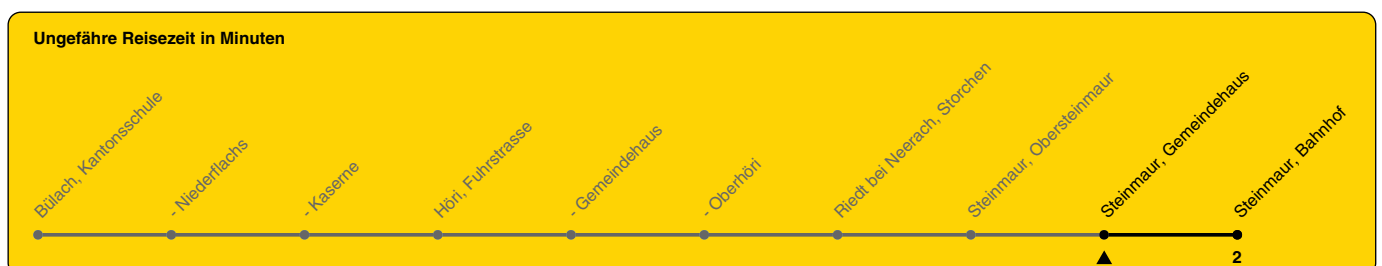 Ungefähre Reisezeit in Minuten
Bülach, Kantonsschule
- Niederflachs
- Kaserne
Höri, Fuhrstrasse
- Gemeindehaus
- Oberhöri
Riedt bei Neerach, Storchen
Steinmaur, Obersteinmaur
Steinmaur, Gemeindehaus
Steinmaur, Bahnhof
2